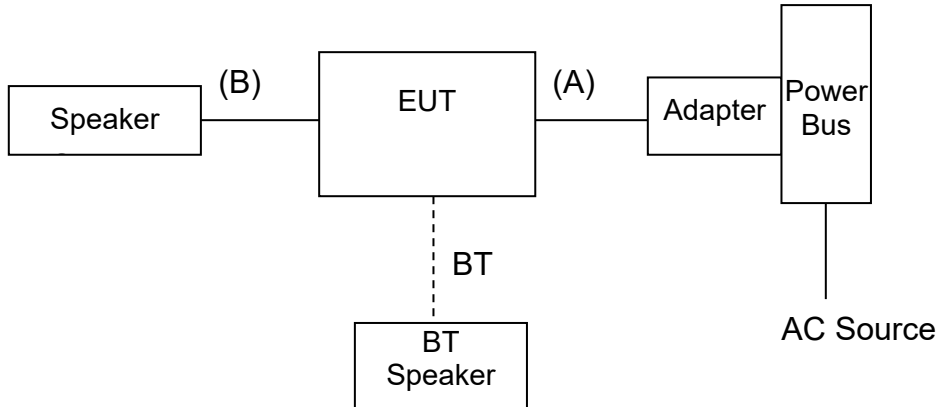 Speaker
(B)
EUT
(A)
Adapter
Power
Bus
BT
BT
Speaker
AC Source